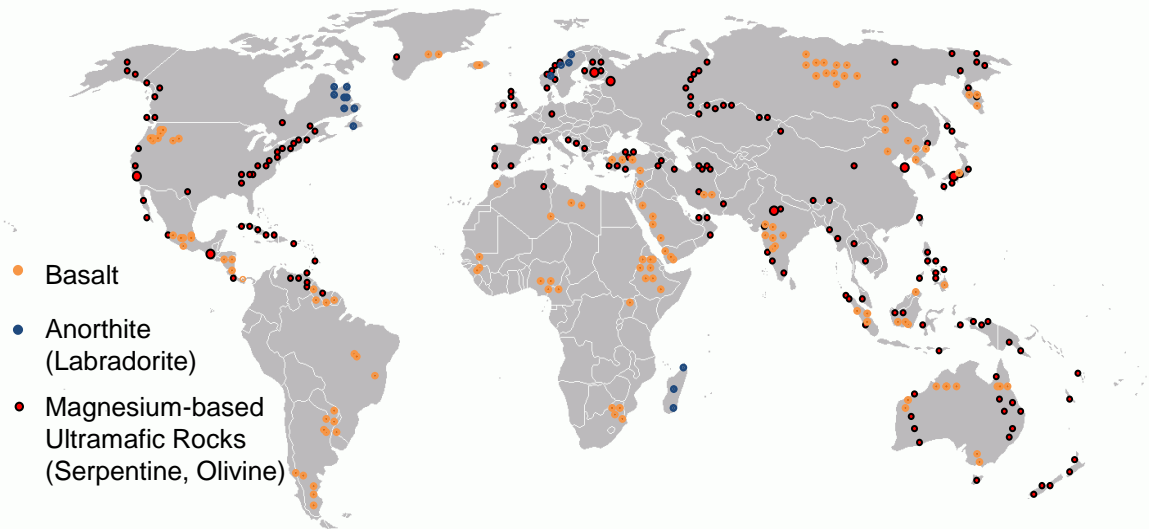 Basalt
Anorthite
(Labradorite)
Magnesium-based
Ultramafic Rocks
(Serpentine, Olivine)